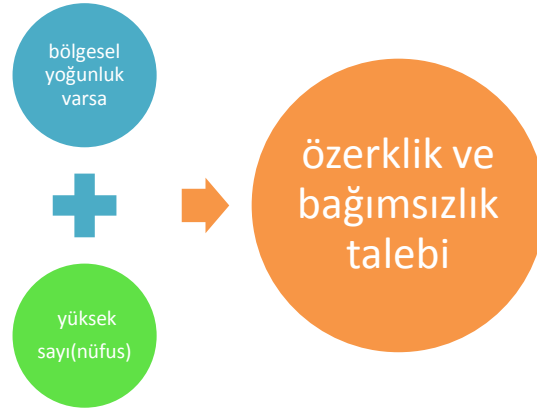 bölgesel
yoğunluk
varsa
yüksek
sayı(nüfus)
özerklik ve
bağımsızlık
talebi